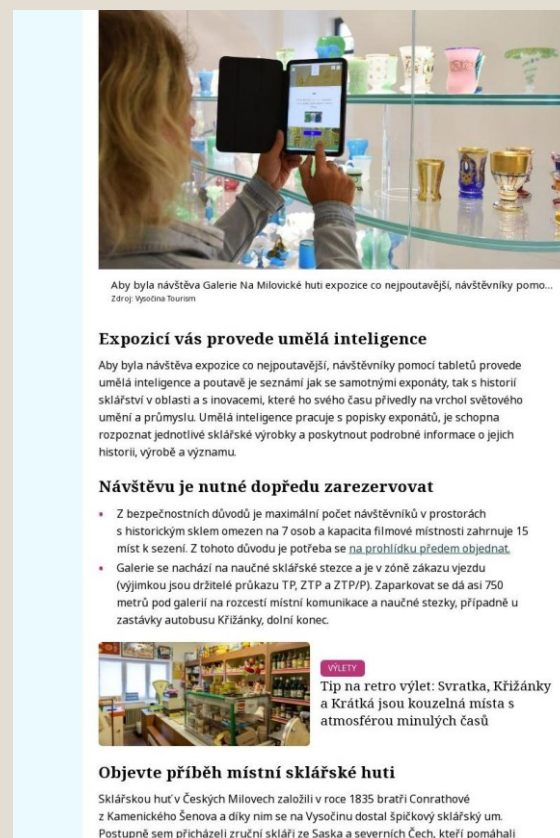 Aby byla návštěva Galerie Na Milovické huti expozice co nejpoutavější, návštěvníky pomo...
Zdroj: Vysočina Tourism
Expozicí vás provede umělá inteligence
Aby byla návštěva expozice co nejpoutavější, návštěvníky pomocí tabletů provede
umělá inteligence a poutavě je seznámí jak se samotnými exponáty, tak s historií
sklářství v oblasti a s inovacemi, které ho svého času přivedly na vrchol světového
umění a průmyslu. Umělá inteligence pracuje s popisky exponátů, je schopna
rozpoznat jednotlivé sklářské výrobky a poskytnout podrobné informace o jejich
historii, výrobě a významu.
Návštěvu je nutné dopředu zarezervovat
• Z bezpečnostních důvodů je maximální počet návštěvníků v prostorách
s historickým sklem omezen na 7 osob a kapacita filmové místnosti zahrnuje 15
míst k sezení. Z tohoto důvodu je potřeba se na prohlídku předem objednat.
• Galerie se nachází na naučné sklářské stezce a je v zóně zákazu vjezdu
(výjimkou jsou držitelé průkazu TP, ZTP a ZTP/P). Zaparkovat se dá asi 750
metrů pod galerií na rozcestí místní komunikace a naučné stezky, případně u
zastávky autobusu Křižánky, dolní konec.
VÝLETY
Tip na retro výlet: Svratka, Křižánky
a Krátká jsou kouzelná místa s
atmosférou minulých časů
Objevte příběh místní sklářské huti
Sklářskou huť v Českých Milovech založili v roce 1835 bratři Conrathové
z Kamenického Šenova a díky nim se na Vysočinu dostal špičkový sklářský um.
Postupně sem přicházeli zruční skláři ze Saska a severních Čech, kteří pomáhali